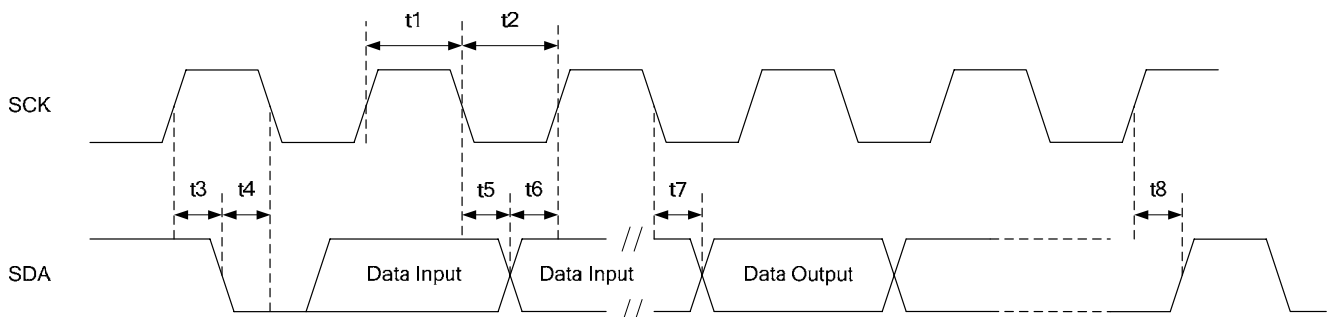 t1 t2
SCK
t3 t4 t5 t6 t7 t8
SDA Data Input Data Input Data Output